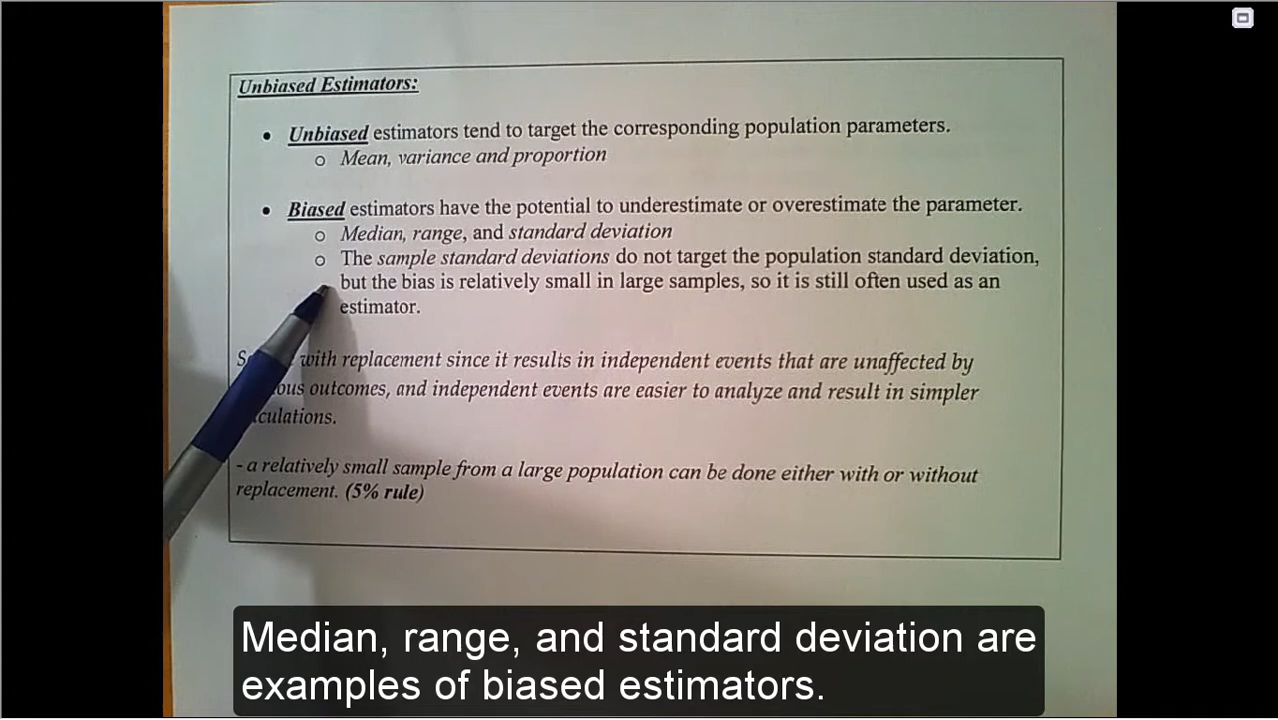 Unbiased Estimators:
• Unbiased estimators tend to target the corresponding population parameters.
o Mean, variance and proportion
• Biased estimators have the potential to underestimate or overestimate the parameter.
o Median, range, and standard deviation
o The sample standard deviations do not target the population standard deviation,
but the bias is relatively small in large samples, so it is still often used as an
estimator.
with replacement since it results in independent events that are unaffected by
outcomes, and independent events are easier to analyze and result in simpler
- a relatively small sample from a large population can be done either with or without
replacement. (5% rule)
Median, range, and standard deviation are
examples of biased estimators.